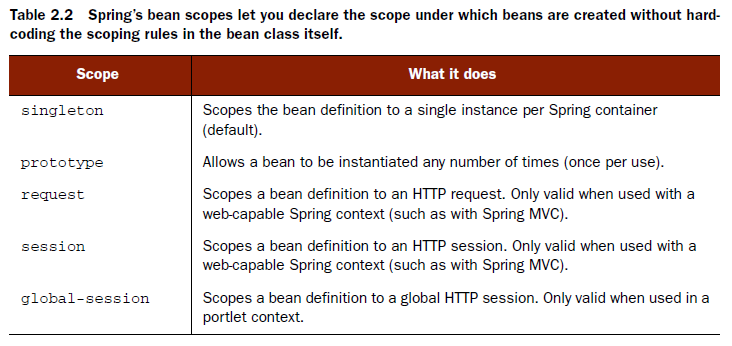 Table 2.2 Spring’s bean scopes let you declare the scope under which beans are created without hard-
coding the scoping rules in the bean class itself.
Scope What it does
singleton Scopes the bean definition to a single instance per Spring container
(default).
prototype Allows a bean to be instantiated any number of times (once per use).
request Scopes a bean definition to an HTTP request. Only valid when used with a
web-capable Spring context (such as with Spring MVC).
session Scopes a bean definition to an HTTP session. Only valid when used with a
web-capable Spring context (such as with Spring MVC).
global-session Scopes a bean definition to a global HTTP session. Only valid when used in a
portlet context.